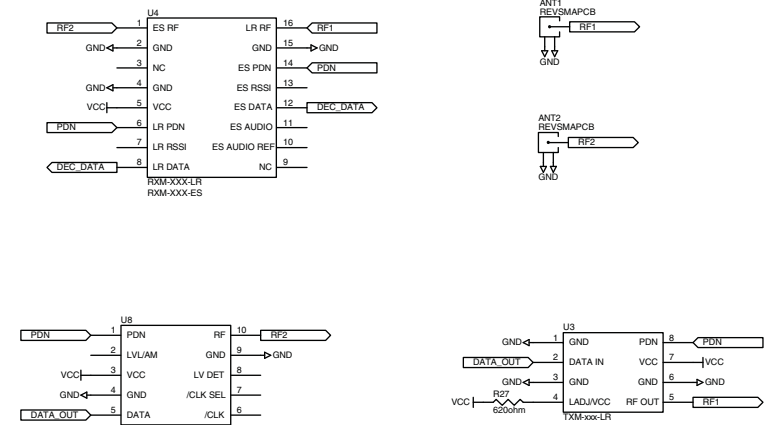 U4
RF2 1 ES RF LR RF 16 RF1
GND 2 GND GND 15 GND
3 NC ES PDN 14 PDN
GND 4 GND ES RSSI 13
VCC 5 VCC ES DATA 12 DEC_DATA
PDN 6 LR PDN ES AUDIO 11
7 LR RSSI ES AUDIO REF 10
DEC_DATA 8 LR DATA NC 9
RXM-XXX-LR
RXM-XXX-ES
ANT1
REVSMAPCB
RF1
GND
ANT2
REVSMAPCB
RF2
GND
U8
PDN 1 PDN RF 10 RF2
2 LVL/AM GND 9 GND
VCC 3 VCC LV DET 8
GND 4 GND /CLK SEL 7
DATA_OUT 5 DATA /CLK 6
U3
GND 1 GND PDN 8 PDN
DATA_OUT 2 DATA IN VCC 7 VCC
GND 3 GND GND 6 GND
VCC R27 4 LADJ/VCC RF OUT 5 RF1
620ohm
TXM-xxx-LR